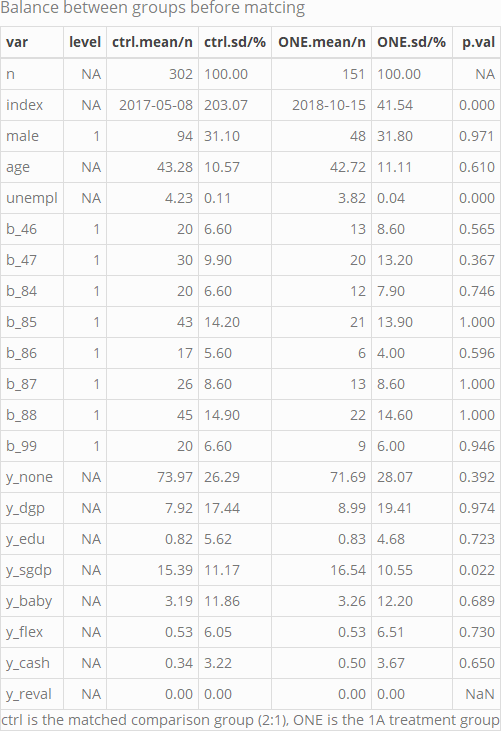 Balance between groups before matcing
var level ctrl.mean/n ctrl.sd/% ONE.mean/n ONE.sd/% p.val
n NA 302 100.00 151 100.00 NA
index NA 2017-05-08 203.07 2018-10-15 41.54 0.000
male 1 94 31.10 48 31.80 0.971
age NA 43.28 10.57 42.72 11.11 0.610
unempl NA 4.23 0.11 3.82 0.04 0.000
b_46 1 20 6.60 13 8.60 0.565
b_47 1 30 9.90 20 13.20 0.367
b_84 1 20 6.60 12 7.90 0.746
b_85 1 43 14.20 21 13.90 1.000
b_86 1 17 5.60 6 4.00 0.596
b_87 1 26 8.60 13 8.60 1.000
b_88 1 45 14.90 22 14.60 1.000
b_99 1 20 6.60 9 6.00 0.946
y_none NA 73.97 26.29 71.69 28.07 0.392
y_dgp NA 7.92 17.44 8.99 19.41 0.974
y_edu NA 0.82 5.62 0.83 4.68 0.723
y_sgdp NA 15.39 11.17 16.54 10.55 0.022
y_baby NA 3.19 11.86 3.26 12.20 0.689
y_flex NA 0.53 6.05 0.53 6.51 0.730
y_cash NA 0.34 3.22 0.50 3.67 0.650
y_reval NA 0.00 0.00 0.00 0.00 NaN
ctrl is the matched comparison group (2:1), ONE is the 1A treatment group